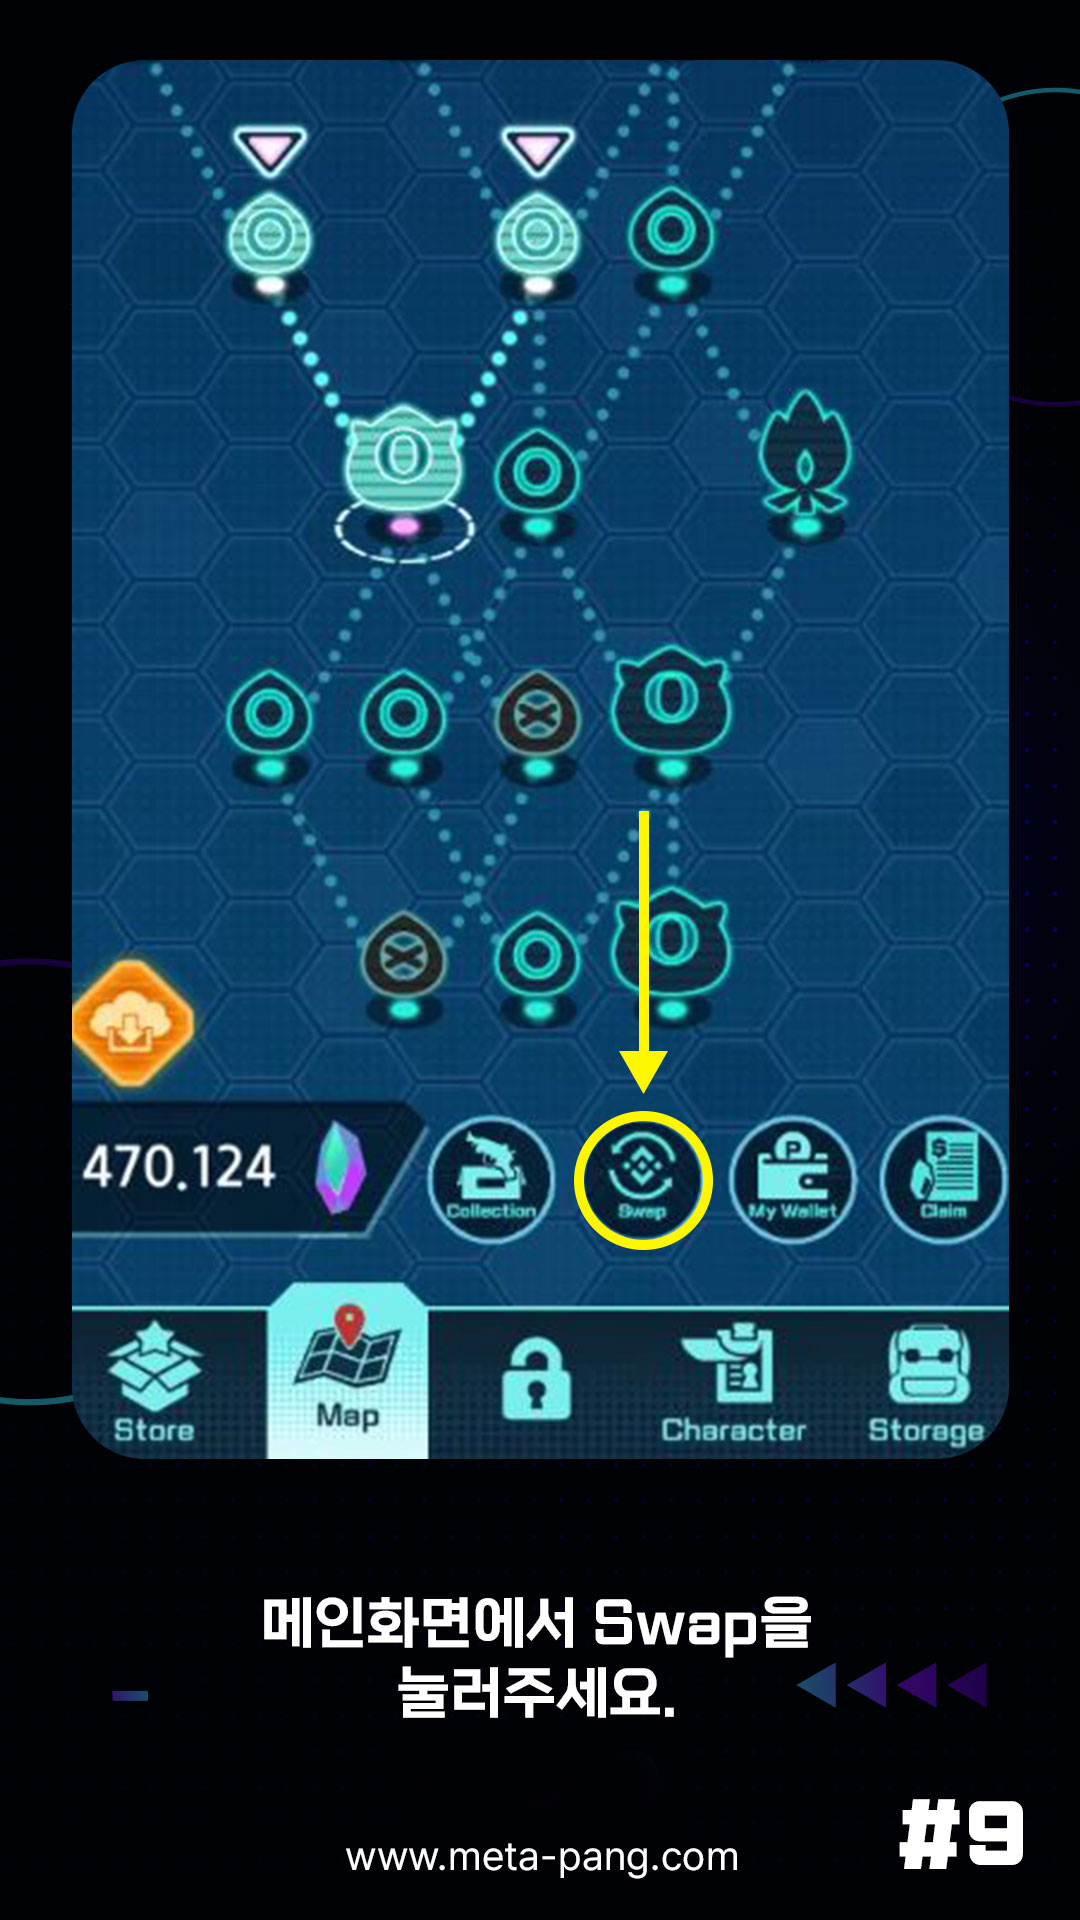 470.124
Collection
Swap
My Wallet
Claim
Store
Map
Character
Storage
메인화면에서 Swap을
눌러주세요.
#9
www.meta-pang.com